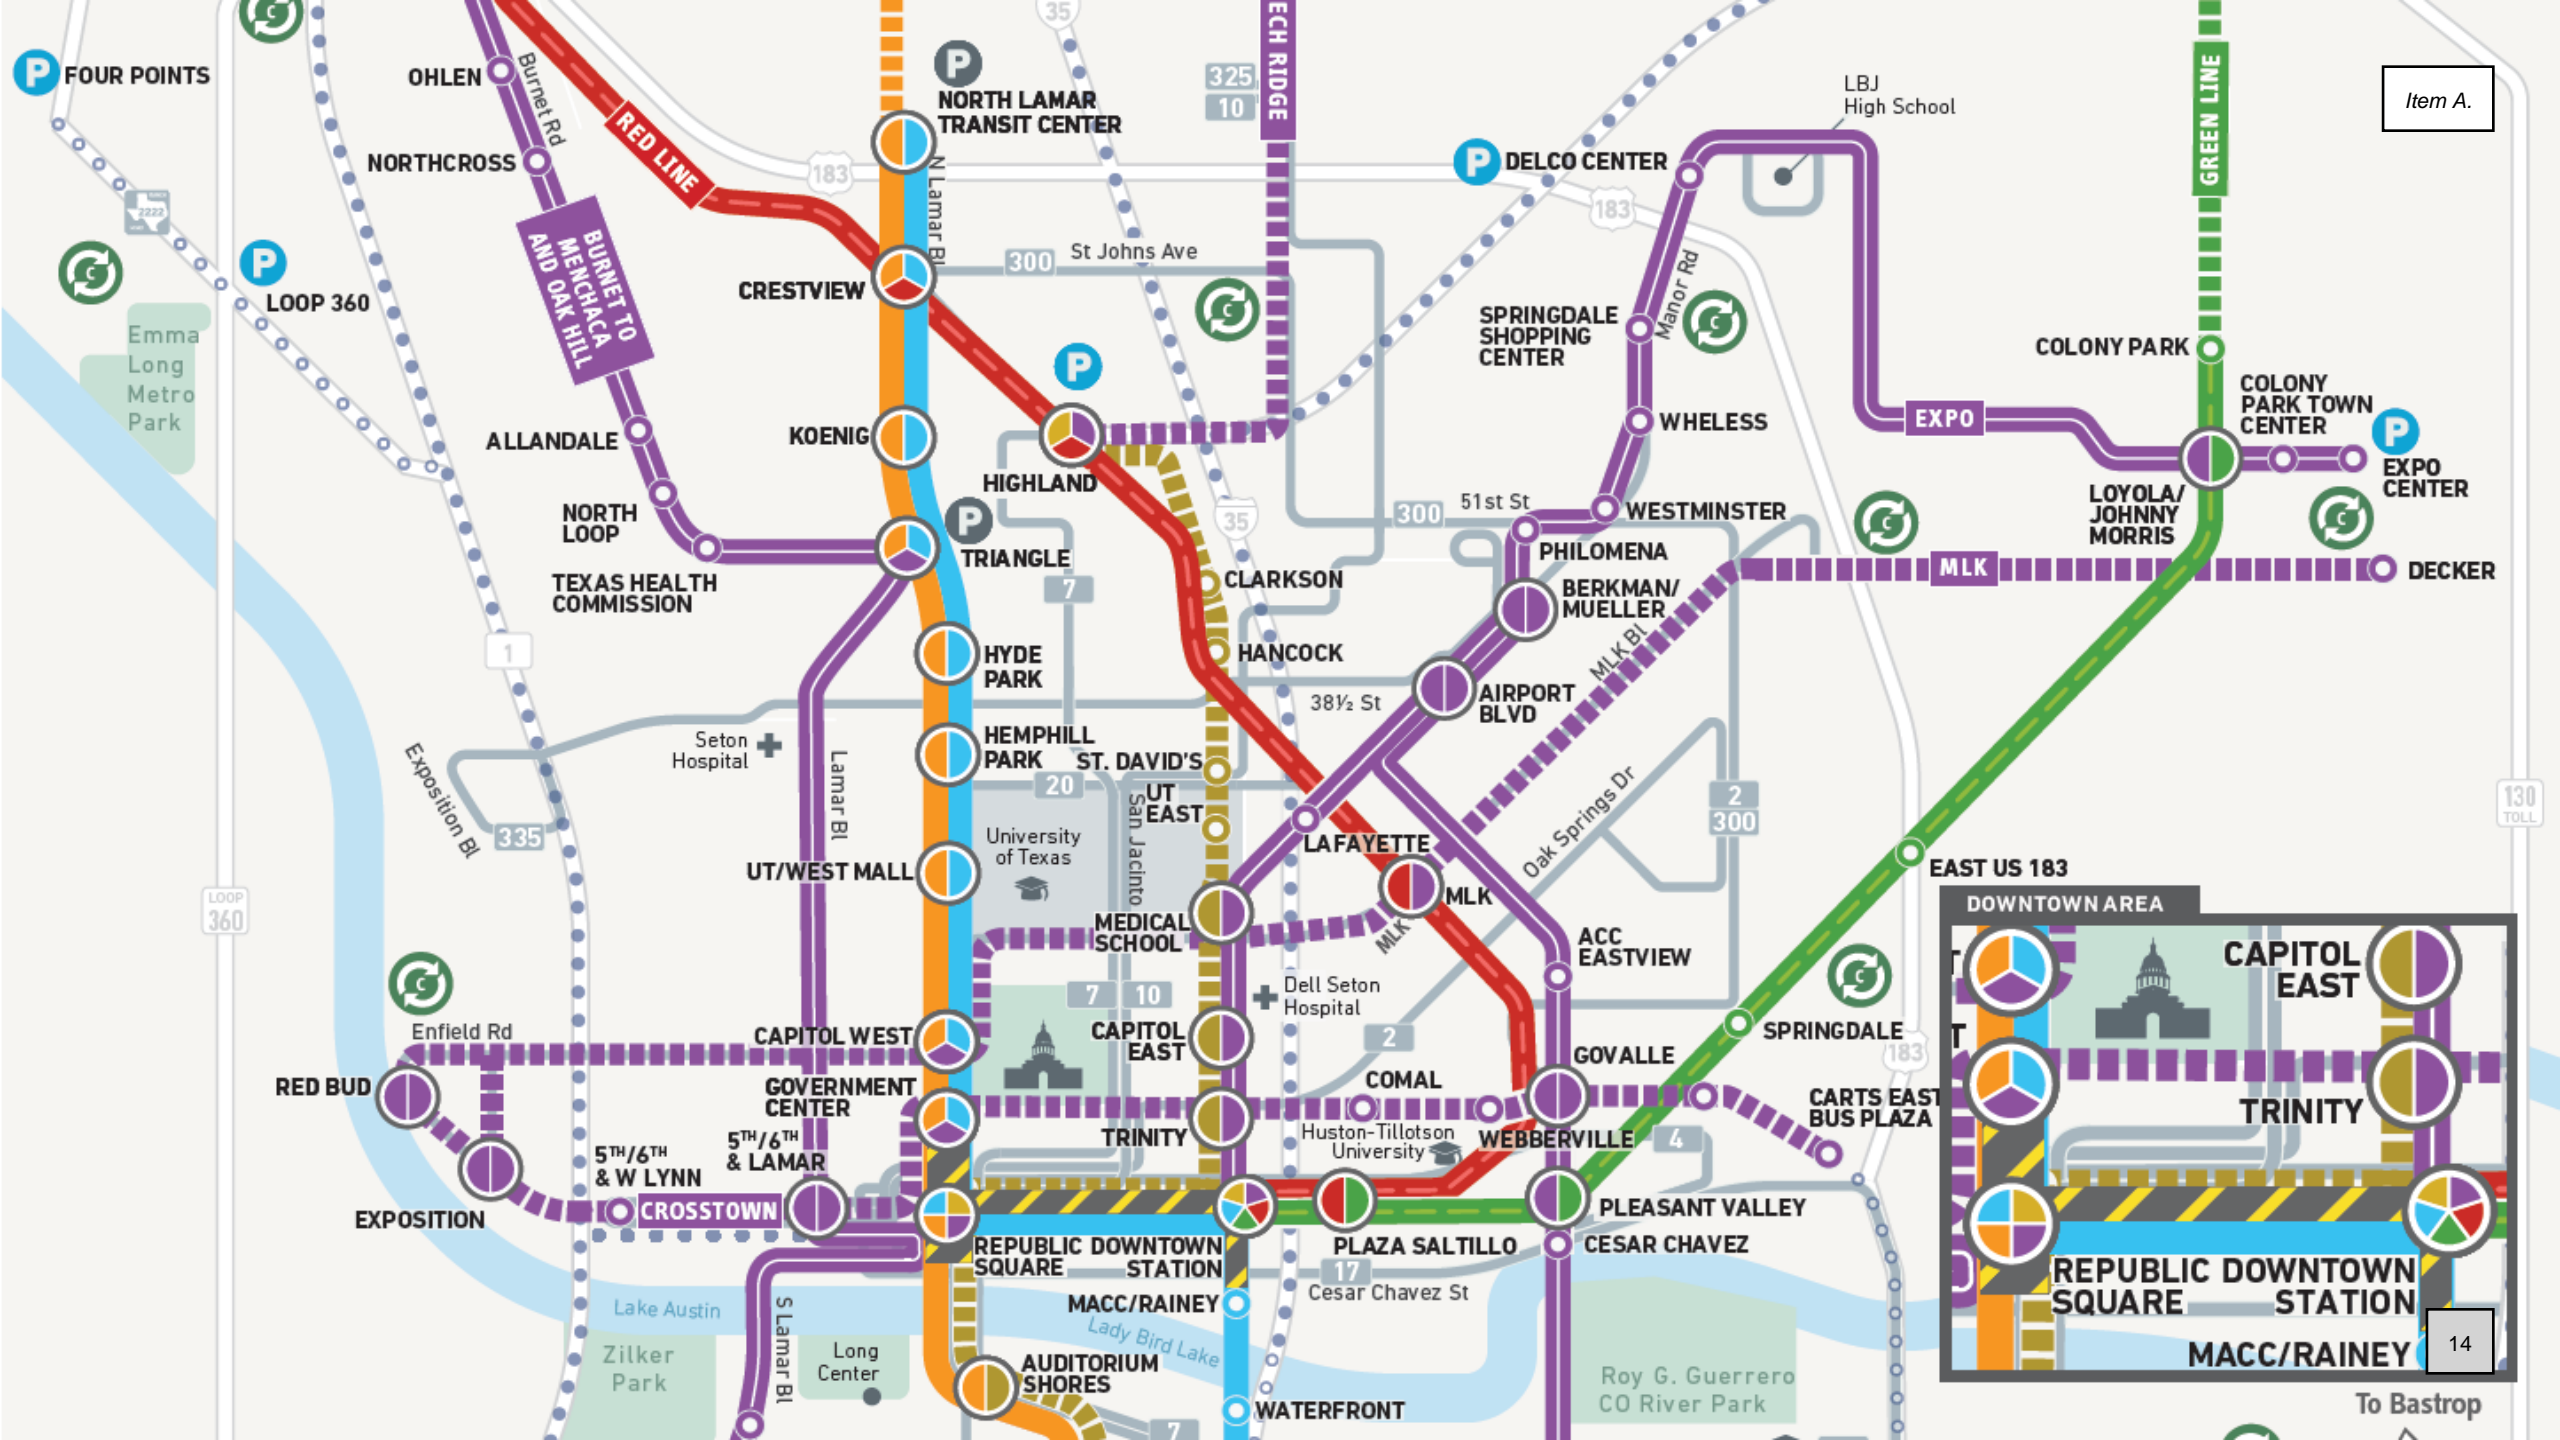 35
ECH RIDGE
GREEN LINE
P
FOUR POINTS
OHLEN
Burnet Rd
P
NORTH LAMAR
TRANSIT CENTER
325
10
LBJ
High School
Item A.
RED LINE
NORTHCROSS
183
N Lamar Bl
P
DELCO CENTER
183
2222
P
LOOP 360
BURNET TO
MENCHACA
AND OAK HILL
300
St Johns Ave
CRESTVIEW
C
C
C
C
SPRINGDALE
SHOPPING
CENTER
Manor Rd
Emma
Long
Metro
Park
COLONY PARK
COLONY
PARK TOWN
CENTER
P
EXPO
CENTER
P
ALLANDALE
KOENIG
HIGHLAND
WHELESS
EXPO
NORTH
LOOP
P
TRIANGLE
35
300
51st St
WESTMINSTER
C
LOYOLA/
JOHNNY
MORRIS
C
PHILOMENA
TEXAS HEALTH
COMMISSION
7
CLARKSON
BERKMAN/
MUELLER
MLK
DECKER
1
HYDE
PARK
HANCOCK
MLK Bl
38½ St
AIRPORT
BLVD
Seton
Hospital
HEMPHILL
PARK
ST. DAVID'S
Exposition Bl
Lamar Bl
20
UT
EAST
San Jacinto
Oak Springs Dr
2
300
130
TOLL
335
University
of Texas
LAFAYETTE
UT/WEST MALL
EAST US 183
MLK
LOOP
360
MEDICAL
SCHOOL
MLK
ACC
EASTVIEW
C
7
10
Dell Seton
Hospital
C
SPRINGDALE
Enfield Rd
CAPITOL WEST
CAPITOL
EAST
2
GOVALLE
183
RED BUD
GOVERNMENT
CENTER
COMAL
CARTS EAST
BUS PLAZA
5TH/6TH
& W LYNN
5TH/6TH
& LAMAR
TRINITY
Huston-Tillotson
University
WEBBERVILLE
4
EXPOSITION
CROSSTOWN
PLEASANT VALLEY
REPUBLIC
SQUARE
DOWNTOWN
STATION
PLAZA SALTILLO
CESAR CHAVEZ
17
Cesar Chavez St
Lake Austin
S Lamar Bl
MACC/RAINEY
Lady Bird Lake
Zilker
Park
Long
Center
AUDITORIUM
SHORES
WATERFRONT
7
Roy G. Guerrero
CO River Park
DOWNTOWN AREA
CAPITOL
EAST
T
T
TRINITY
REPUBLIC
SQUARE
DOWNTOWN
STATION
MACC/RAINEY
14
To Bastrop